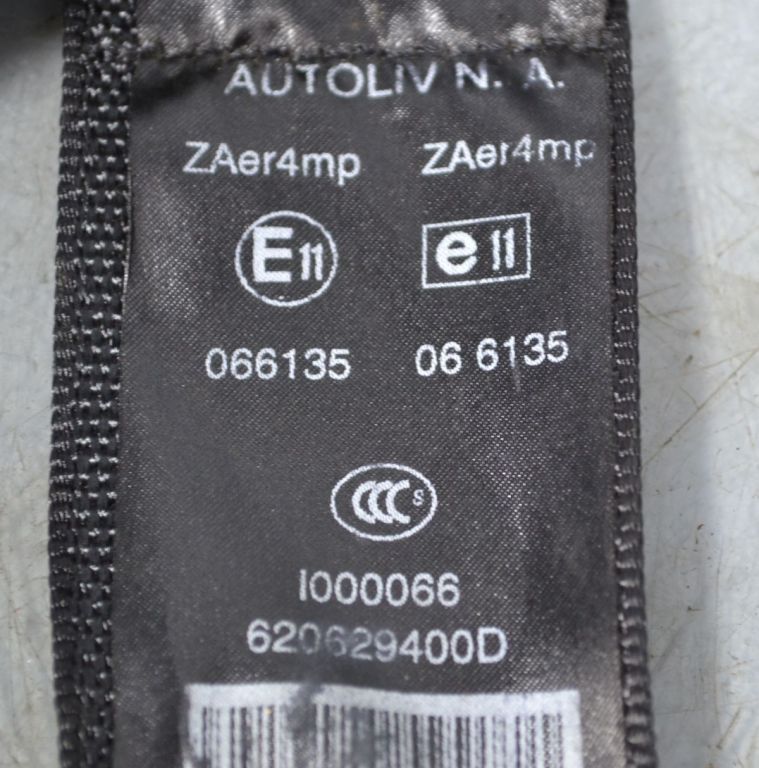 AUTOLIV N. A.
ZAer4mp ZAer4mp
E11 e11
066135 06 6135
CCC S
I000066
620629400D